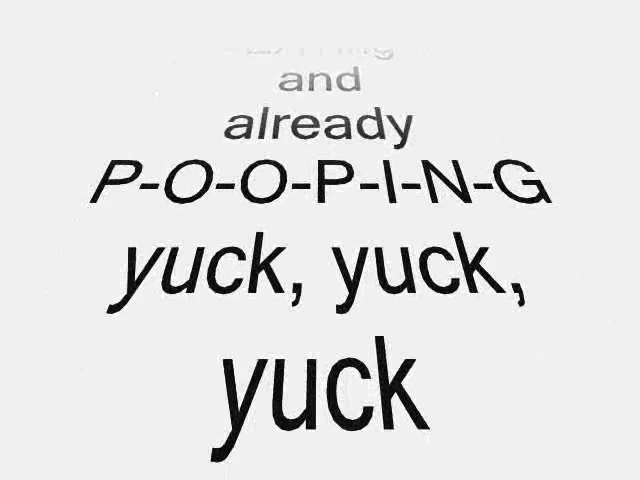 and
already
P-O-O-P-I-N-G
yuck, yuck,
yuck